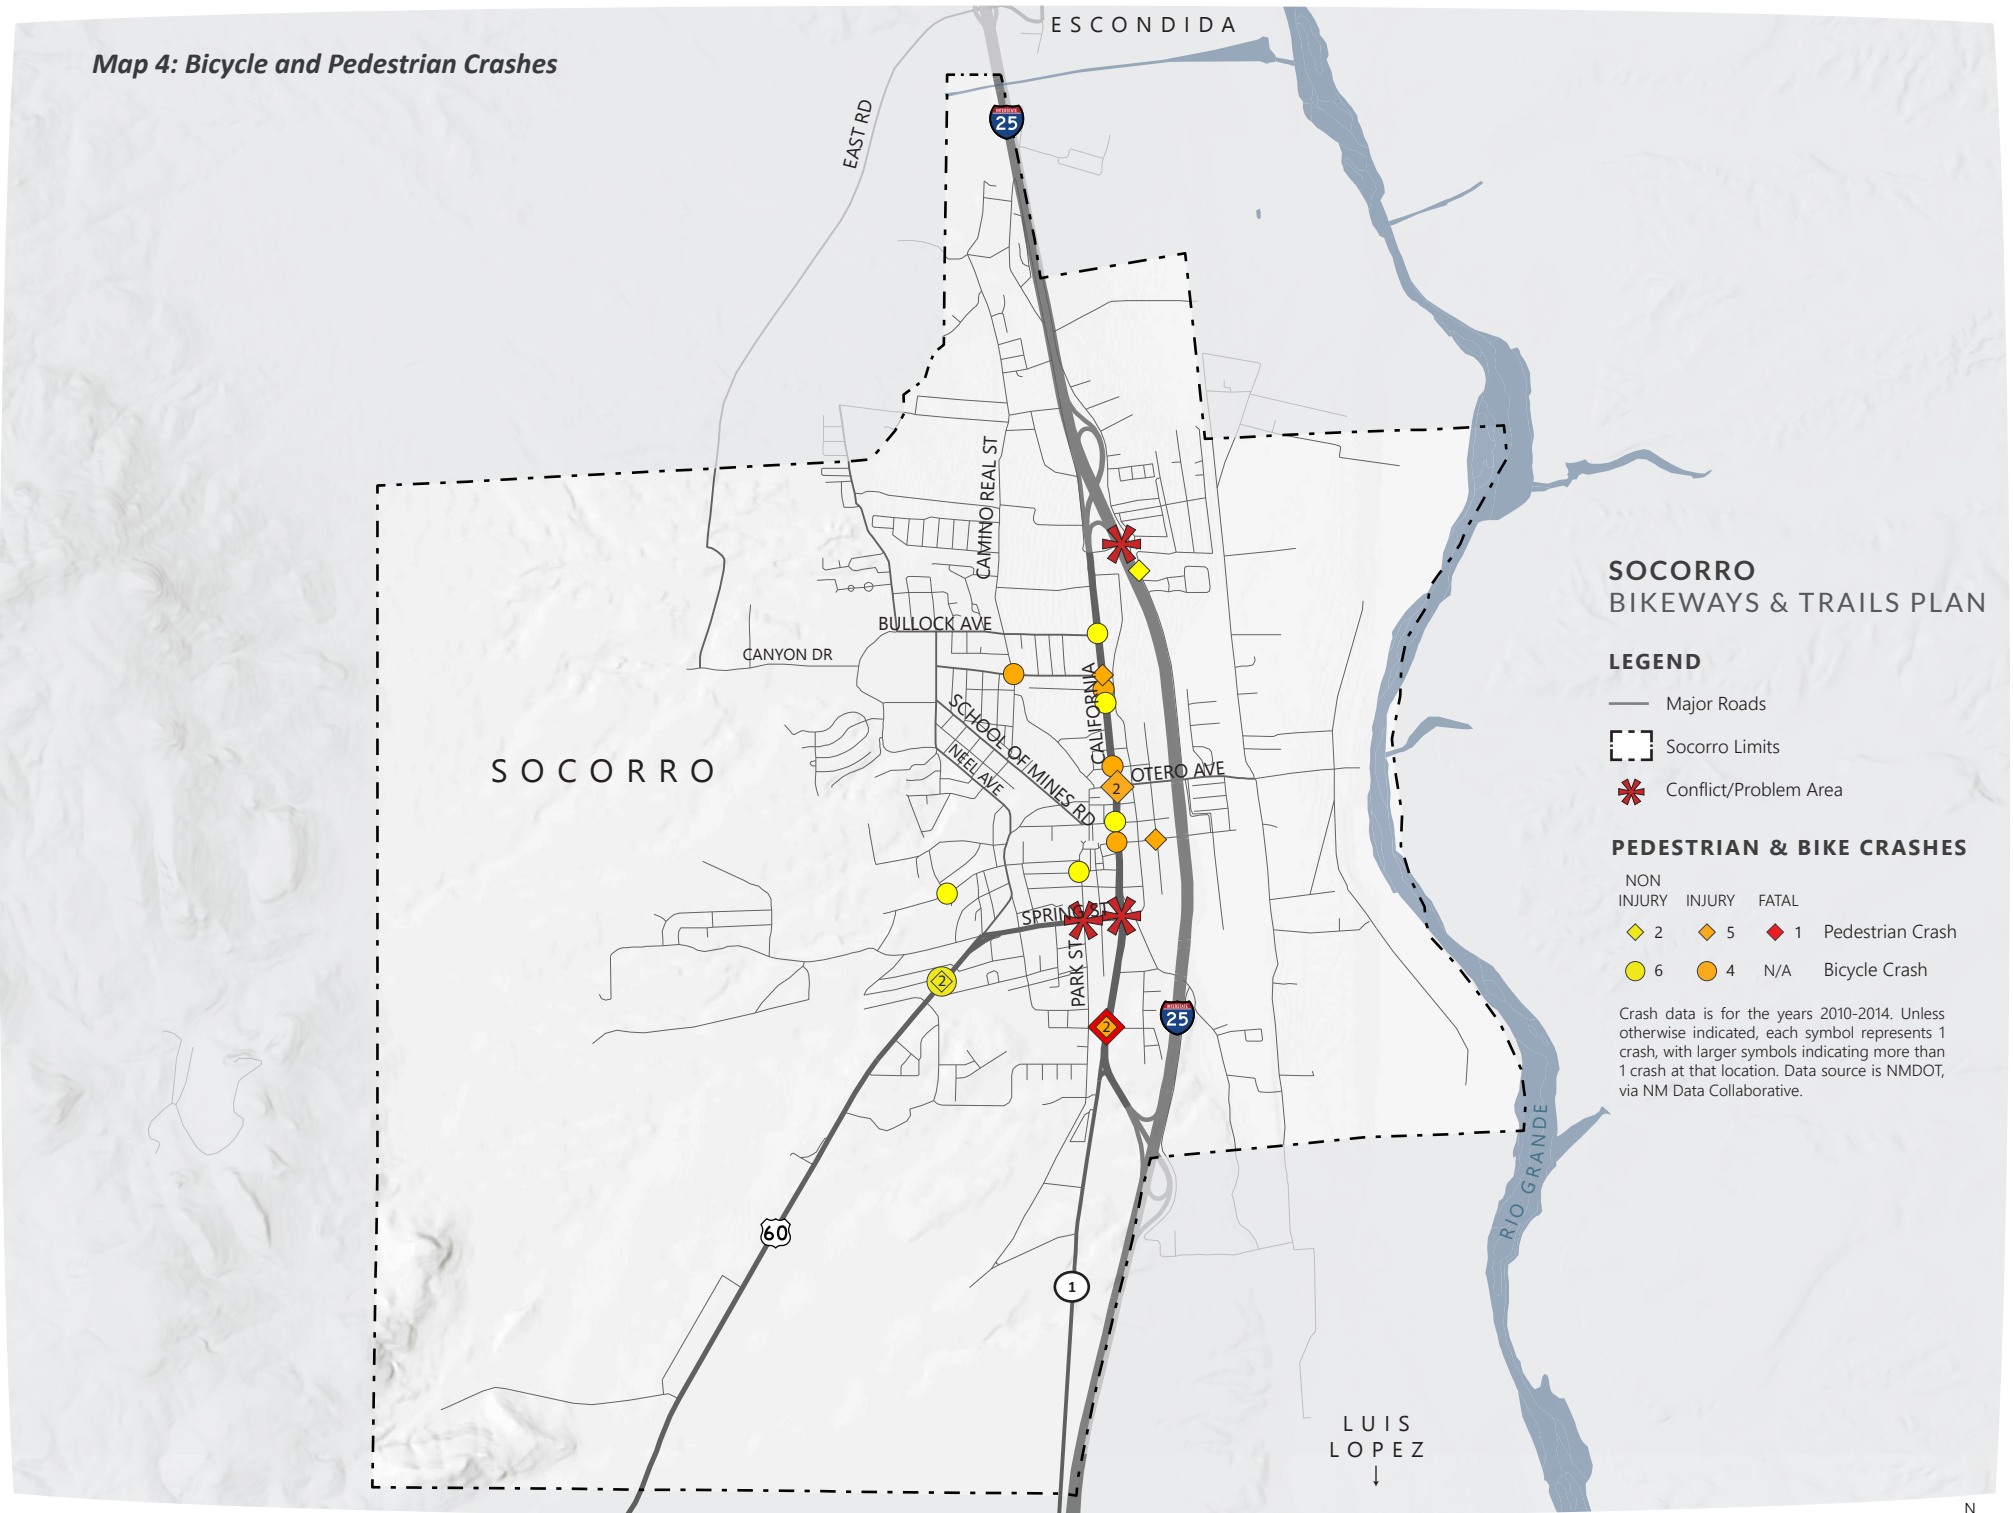 ESCONDIDA
Map 4: Bicycle and Pedestrian Crashes
INTERSTATE
25
EAST RD
CAMINO REAL ST
SOCORRO
BIKEWAYS & TRAILS PLAN
BULLOCK AVE
CANYON DR
LEGEND
Major Roads
Socorro Limits
Conflict/Problem Area
CALIFORNIA
SCHOOL OF MINES RD
NEEL AVE
SOCORRO
OTERO AVE
2
PEDESTRIAN & BIKE CRASHES
NON
INJURY INJURY FATAL
2 5 1 Pedestrian Crash
6 4 N/A Bicycle Crash
SPRING ST
PARK ST
2
2
INTERSTATE
25
Crash data is for the years 2010-2014. Unless
otherwise indicated, each symbol represents 1
crash, with larger symbols indicating more than
1 crash at that location. Data source is NMDOT,
via NM Data Collaborative.
RIO GRANDE
60
1
LUIS
LOPEZ
N